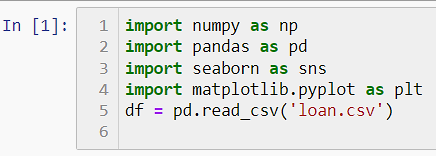 In [1]:
1 import numpy as np
2 import pandas as pd
3 import seaborn as sns
4 import matplotlib.pyplot as plt
5 df = pd.read_csv('loan.csv')
6